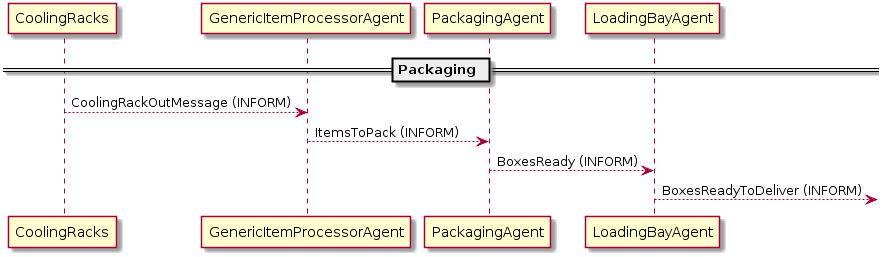 CoolingRacks GenericItemProcessorAgent PackagingAgent LoadingBayAgent
Packaging
CoolingRackOutMessage (INFORM)
ItemsToPack (INFORM)
BoxesReady (INFORM)
BoxesReadyToDeliver (INFORM)
CoolingRacks GenericItemProcessorAgent PackagingAgent LoadingBayAgent